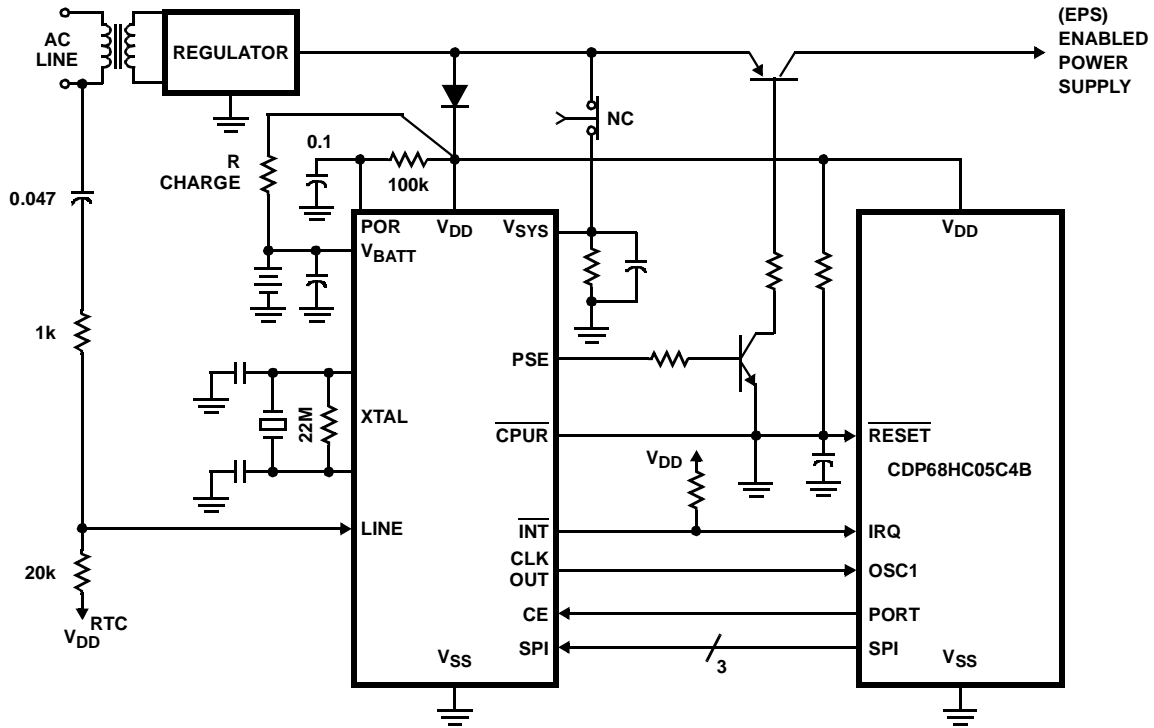 AC
LINE
REGULATOR
(EPS)
ENABLED
POWER
SUPPLY
NC
R
CHARGE
0.1
100k
0.047
POR
VDD
VSYS
VBATT
VDD
1k
PSE
XTAL
22M
CPUR
RESET
VDD
CDP68HC05C4B
LINE
INT
IRQ
CLK
OUT
OSC1
20k
CE
PORT
RTC
VDD
SPI
3
SPI
VSS
VSS